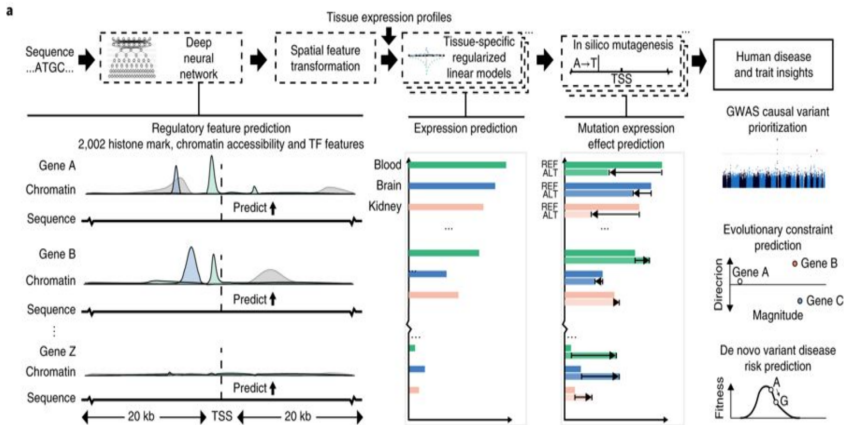 a
Tissue expression profiles
Sequence
...ATGC...
Deep
neural
network
Spatial feature
transformation
Tissue-specific
regularized
linear models
...
In silico mutagenesis
A→T
TSS
...
Human disease
and trait insights
Regulatory feature prediction
2,002 histone mark, chromatin accessibility and TF features
Gene A
Chromatin
Predict
Sequence
Gene B
Chromatin
Predict
Sequence
...
Gene Z
Chromatin
Predict
Sequence
20 kb TSS 20 kb
Expression prediction
Blood
Brain
Kidney
...
...
...
Mutation expression
effect prediction
REF
ALT
REF
ALT
REF
ALT
...
...
GWAS causal variant
prioritization
Evolutionary constraint
prediction
Direcrion
Gene A
Gene B
Gene C
Magnitude
De novo variant disease
risk prediction
Fitness
A
G